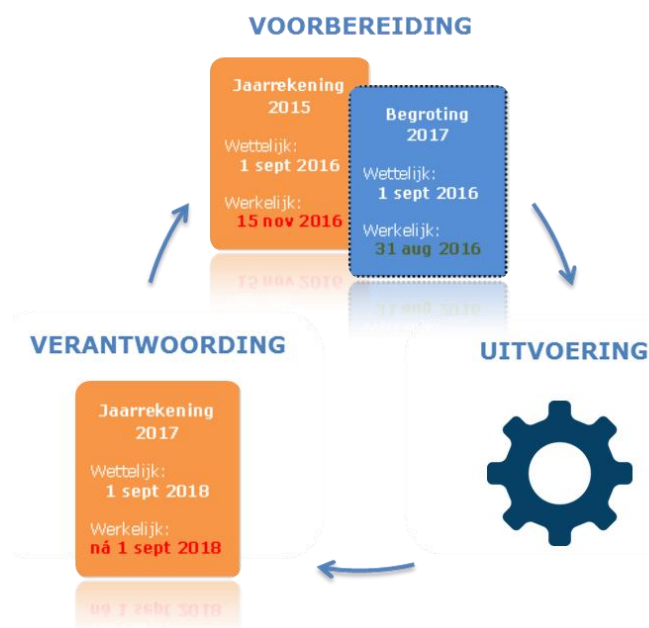 VOORBEREIDING
Jaarrekening
2015
Wettelijk:
1 sept 2016
Werkelijk:
15 nov 2016
Begroting
2017
Wettelijk:
1 sept 2016
Werkelijk:
31 aug 2016
VERANTWOORDING
Jaarrekening
2017
Wettelijk:
1 sept 2018
Werkelijk:
ná 1 sept 2018
UITVOERING